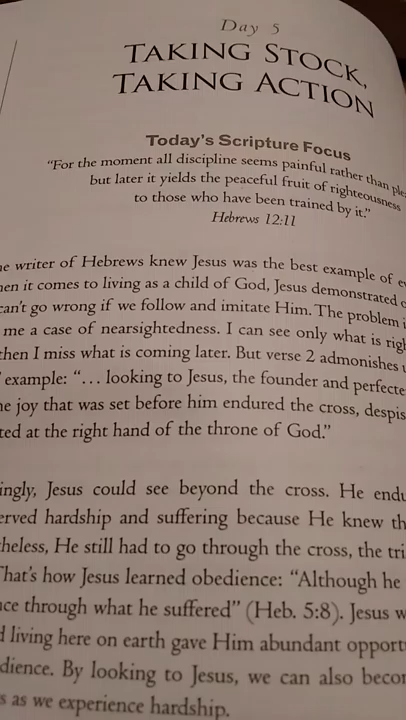 Day 5
TAKING STOCK,
TAKING ACTION
Today's Scripture Focus
"For the moment all discipline seems painful rather than
but later it yields the peaceful fruit of righteousness
to those who have been trained by it."
Hebrews 12:11
writer of Hebrews knew Jesus was the best example of
it comes to living as a child of God, Jesus demonstrated
can't go wrong if we follow and imitate Him. The problem
me a case of nearsightedness. I can see only what is
then I miss what is coming later. But verse 2 admonishes
example: "... looking to Jesus, the founder and
joy that was set before him endured the cross,
at the right hand of the throne of God."
Jesus could see beyond the cross. He
hardship and suffering because He knew
He still had to go through the cross, the
That's how Jesus learned obedience: "Although he
through what he suffered" (Heb. 5:8). Jesus
living here on earth gave Him abundant
By looking to Jesus, we can also
as we experience hardship.